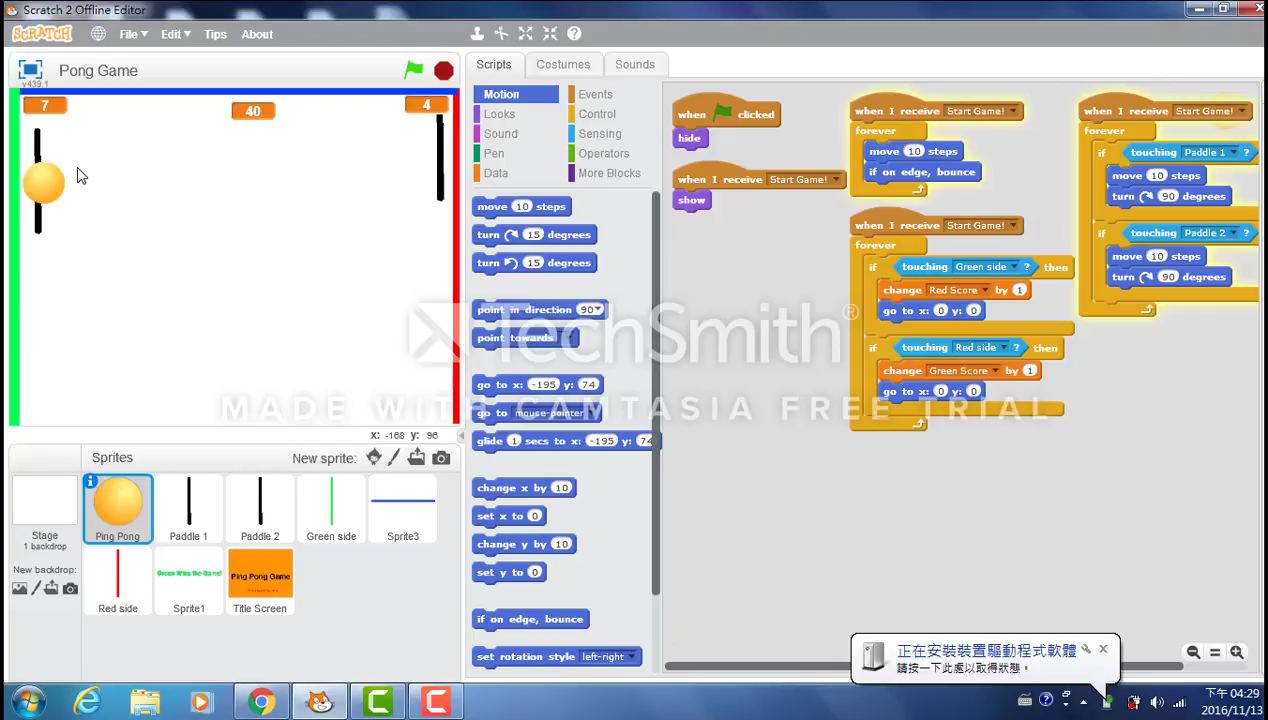 Scratch 2 Offline Editor
SCRATCH
File
Edit
Tips
About
v439.1
Pong Game
7
40
4
x: -168 y: 96
Sprites
New sprite:
Stage
1 backdrop
New backdrop:
Ping Pong
Paddle 1
Paddle 2
Green side
Sprite3
Red side
Green Wins the Game!
Sprite1
Ping Pong Game
Title Screen
Scripts
Costumes
Sounds
Motion
Looks
Sound
Pen
Data
Events
Control
Sensing
Operators
More Blocks
move 10 steps
turn 15 degrees
turn 15 degrees
point in direction 90
point towards
go to x: -195 y: 74
go to mouse-pointer
glide 1 secs to x: -195 y: 74
change x by 10
set x to 0
change y by 10
set y to 0
if on edge, bounce
set rotation style left-right
when clicked
hide
when I receive Start Game!
show
when I receive Start Game!
forever
move 10 steps
if on edge, bounce
when I receive Start Game!
forever
if touching Green side ? then
change Red Score by 1
go to x: 0 y: 0
if touching Red side ? then
change Green Score by 1
go to x: 0 y: 0
when I receive Start Game!
forever
if touching Paddle 1 ?
move 10 steps
turn 90 degrees
if touching Paddle 2 ?
move 10 steps
turn 90 degrees
TechSmith®
MADE WITH CAMTASIA FREE TRIAL
正在安裝裝置驅動程式軟體
請按一下此處以取得狀態。
下午 04:29
2016/11/13